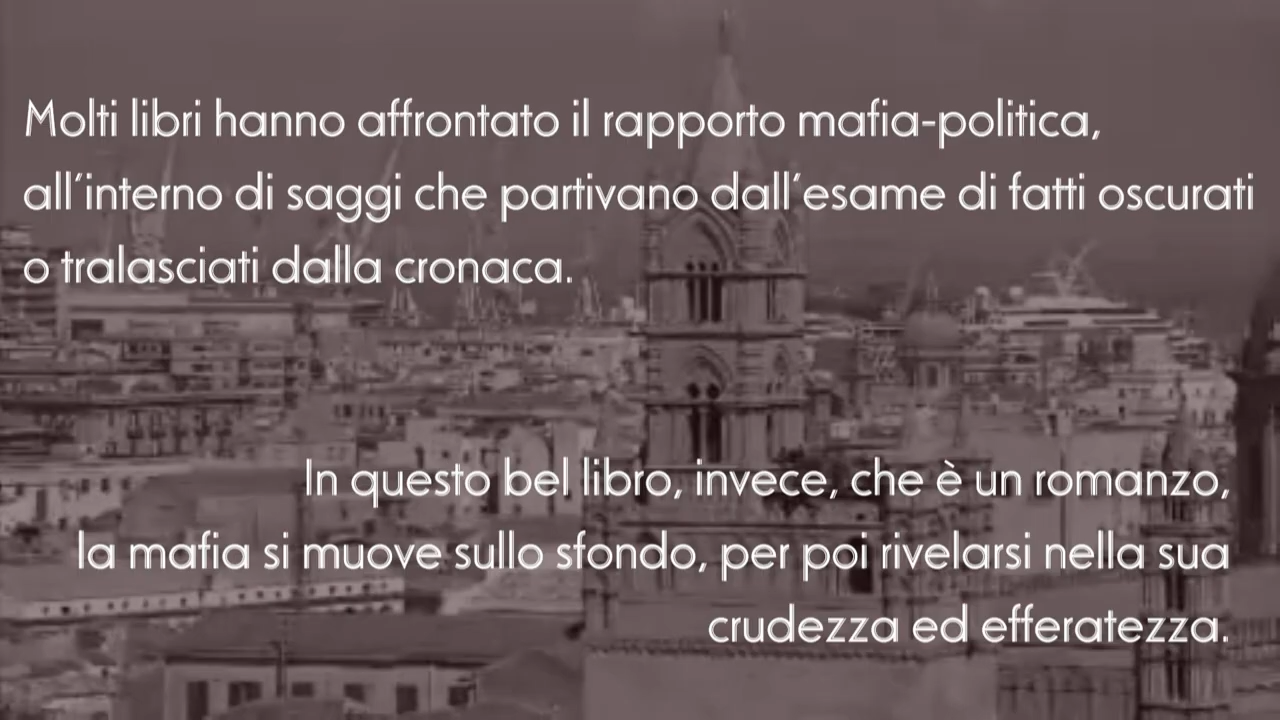 Molti libri hanno affrontato il rapporto mafia-politica,
all'interno di saggi che partivano dall'esame di fatti oscurati
o tralasciati dalla cronaca.
In questo bel libro, invece, che è un romanzo,
la mafia si muove sullo sfondo, per poi rivelarsi nella sua
crudezza ed efferatezza.